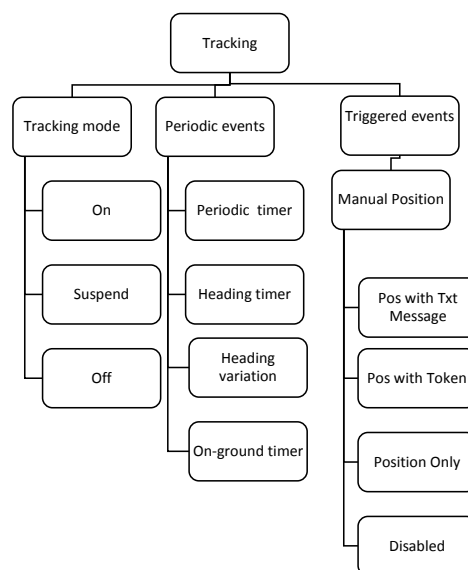 Tracking
Tracking mode
On
Suspend
Off
Periodic events
Periodic timer
Heading timer
Heading
variation
On-ground timer
Triggered events
Manual Position
Pos with Txt
Message
Pos with Token
Position Only
Disabled